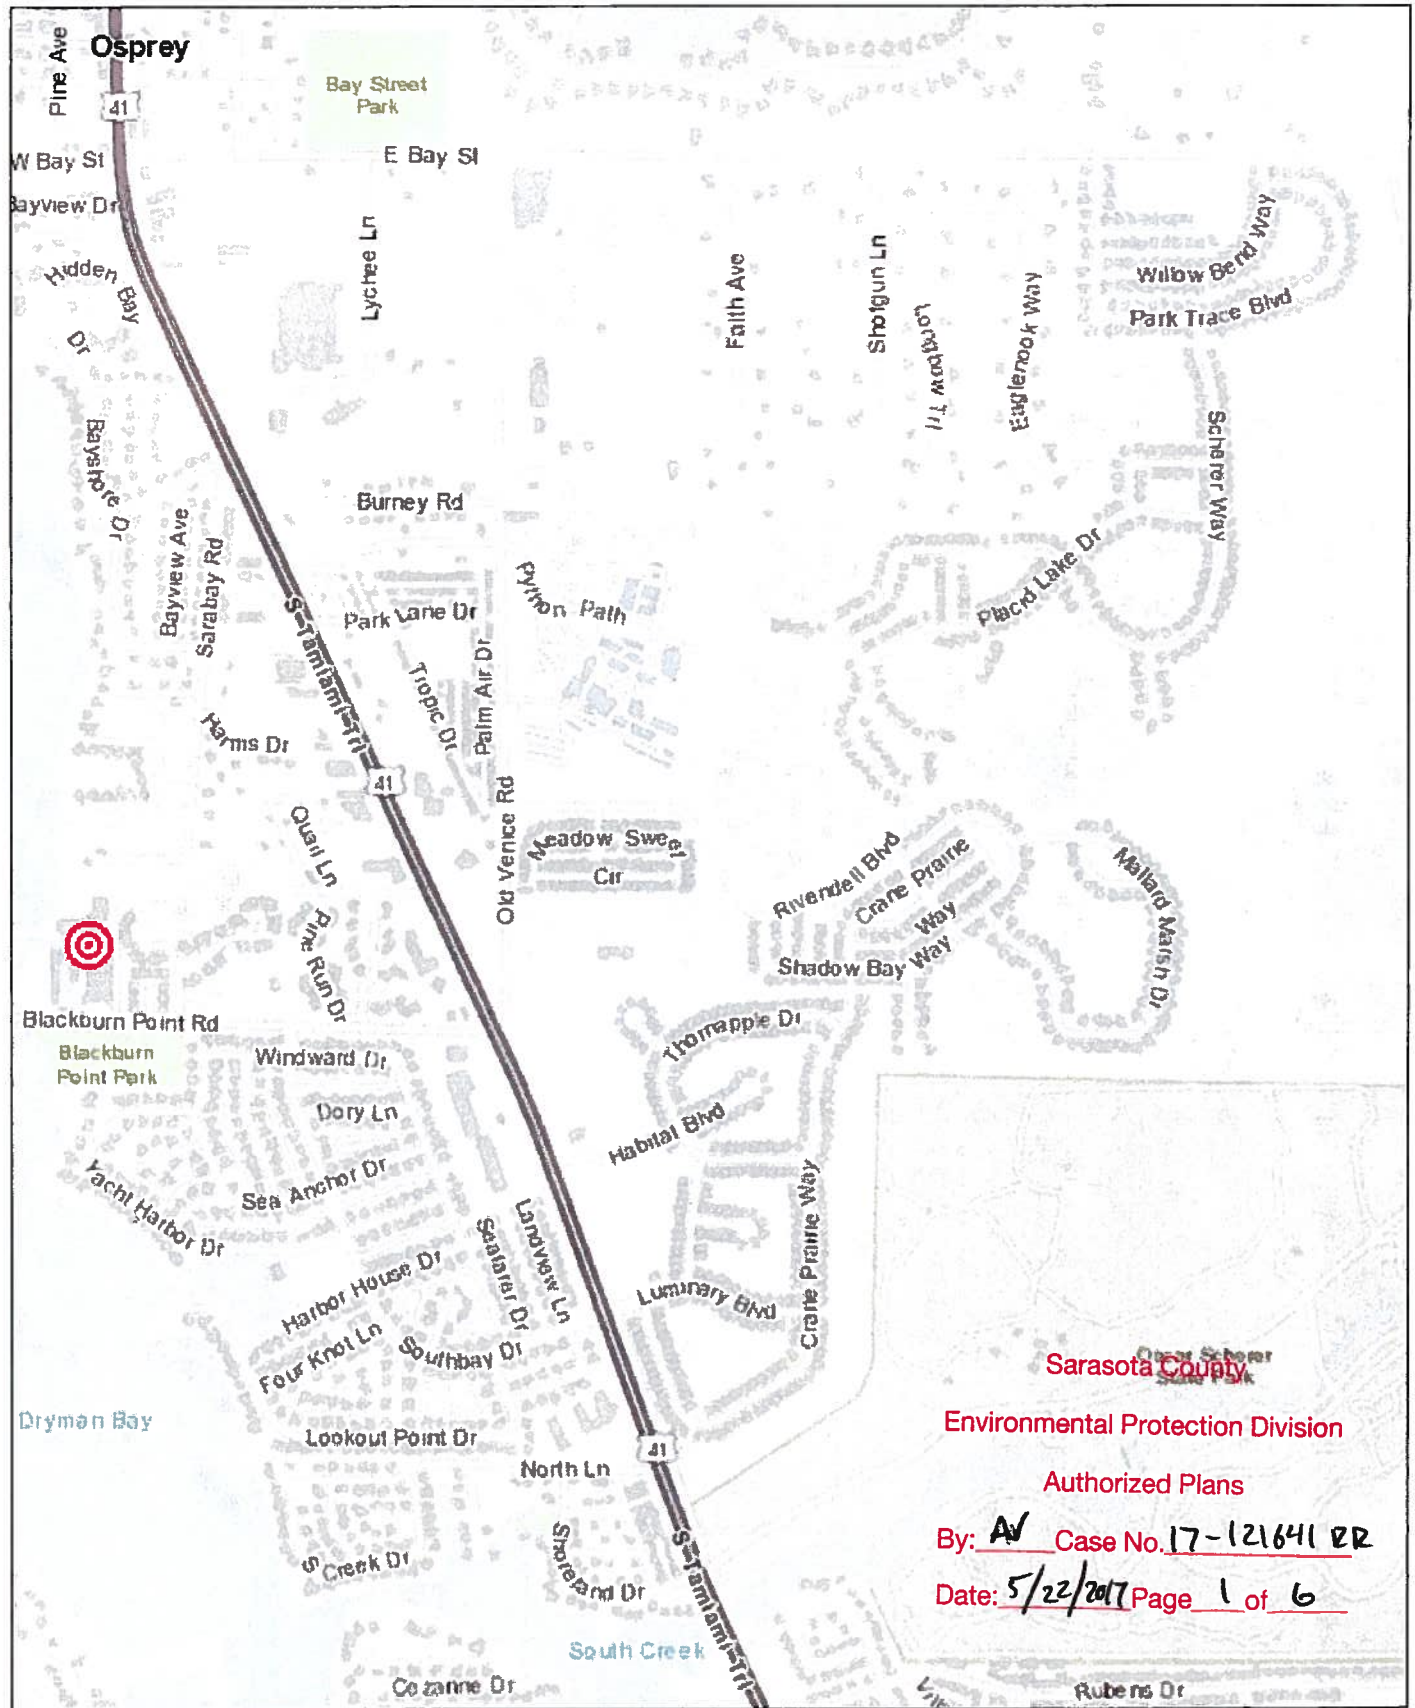 Osprey
Pine Ave
41
Bay Street
Park
W Bay St
E Bay St
Bayview Dr
Hidden Bay
Dr
Lychee Ln
Faith Ave
Shotgun Ln
Longbow Trl
Eaglenook Way
Willow Bend Way
Park Trace Blvd
Scherer Way
Bayshore Dr
Bayview Ave
Sarabay Rd
Burney Rd
Placid Lake Dr
Python Path
Park Lane Dr
S Tamiami Trl
Tropic Dr
Palm Air Dr
Harms Dr
41
Quail Ln
Old Venice Rd
Meadow Sweet
Cir
Rivendell Blvd
Crane Prairie
Way
Mallard Marsh Dr
Shadow Bay Way
Pine Run Dr
Blackburn Point Rd
Blackburn
Point Park
Windward Dr
Thornapple Dr
Dory Ln
Habitat Blvd
Sea Anchor Dr
Yacht Harbor Dr
Crane Prairie Way
Landview Ln
Seafarer Dr
Harbor House Dr
Luminary Blvd
Four Knot Ln
Southbay Dr
Oscar Scherer
State Park
Sarasota County
Environmental Protection Division
Authorized Plans
By: AV Case No. 17-121641 RR
Date: 5/22/2017 Page 1 of 6
Dryman Bay
Lookout Point Dr
North Ln
41
S Creek Dr
Shoreland Dr
S Tamiami Trl
South Creek
Cezanne Dr
Rubens Dr